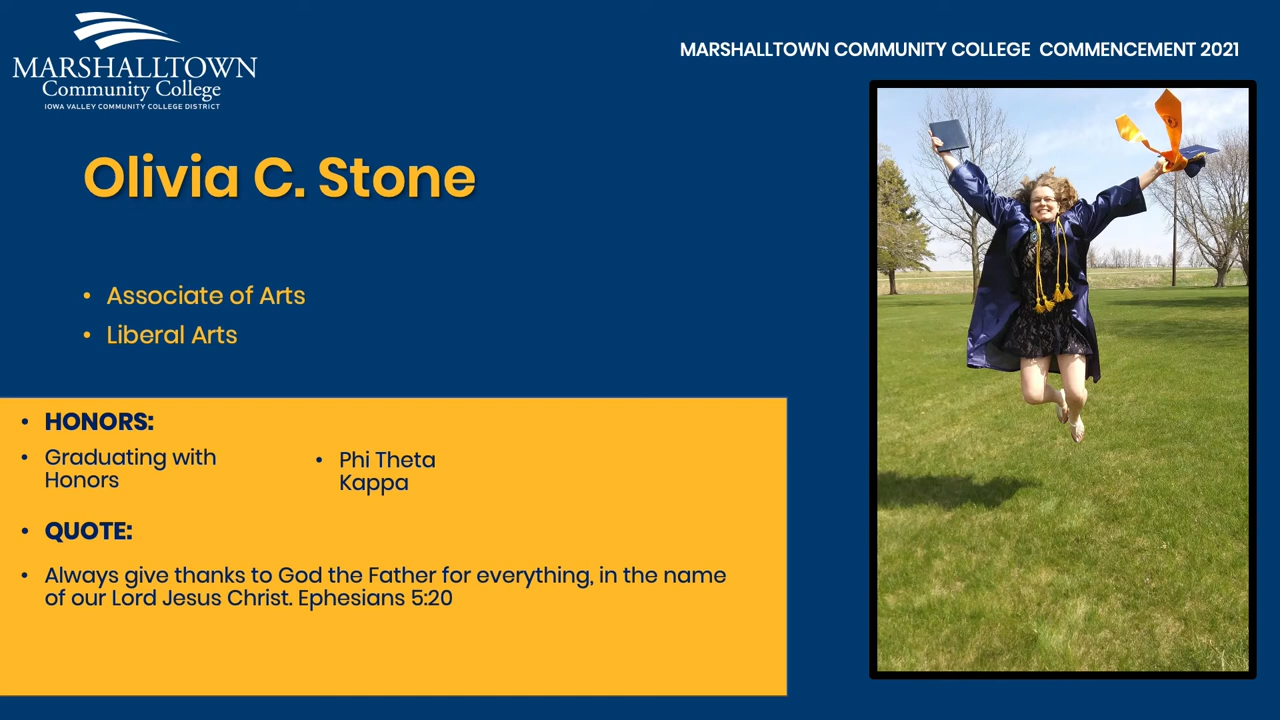 MARSHALLTOWN
Community College
IOWA VALLEY COMMUNITY COLLEGE DISTRICT
MARSHALLTOWN COMMUNITY COLLEGE COMMENCEMENT 2021
Olivia C. Stone
• Associate of Arts
• Liberal Arts
• HONORS:
• Graduating with
Honors
• Phi Theta
Kappa
• QUOTE:
• Always give thanks to God the Father for everything, in the name
of our Lord Jesus Christ. Ephesians 5:20